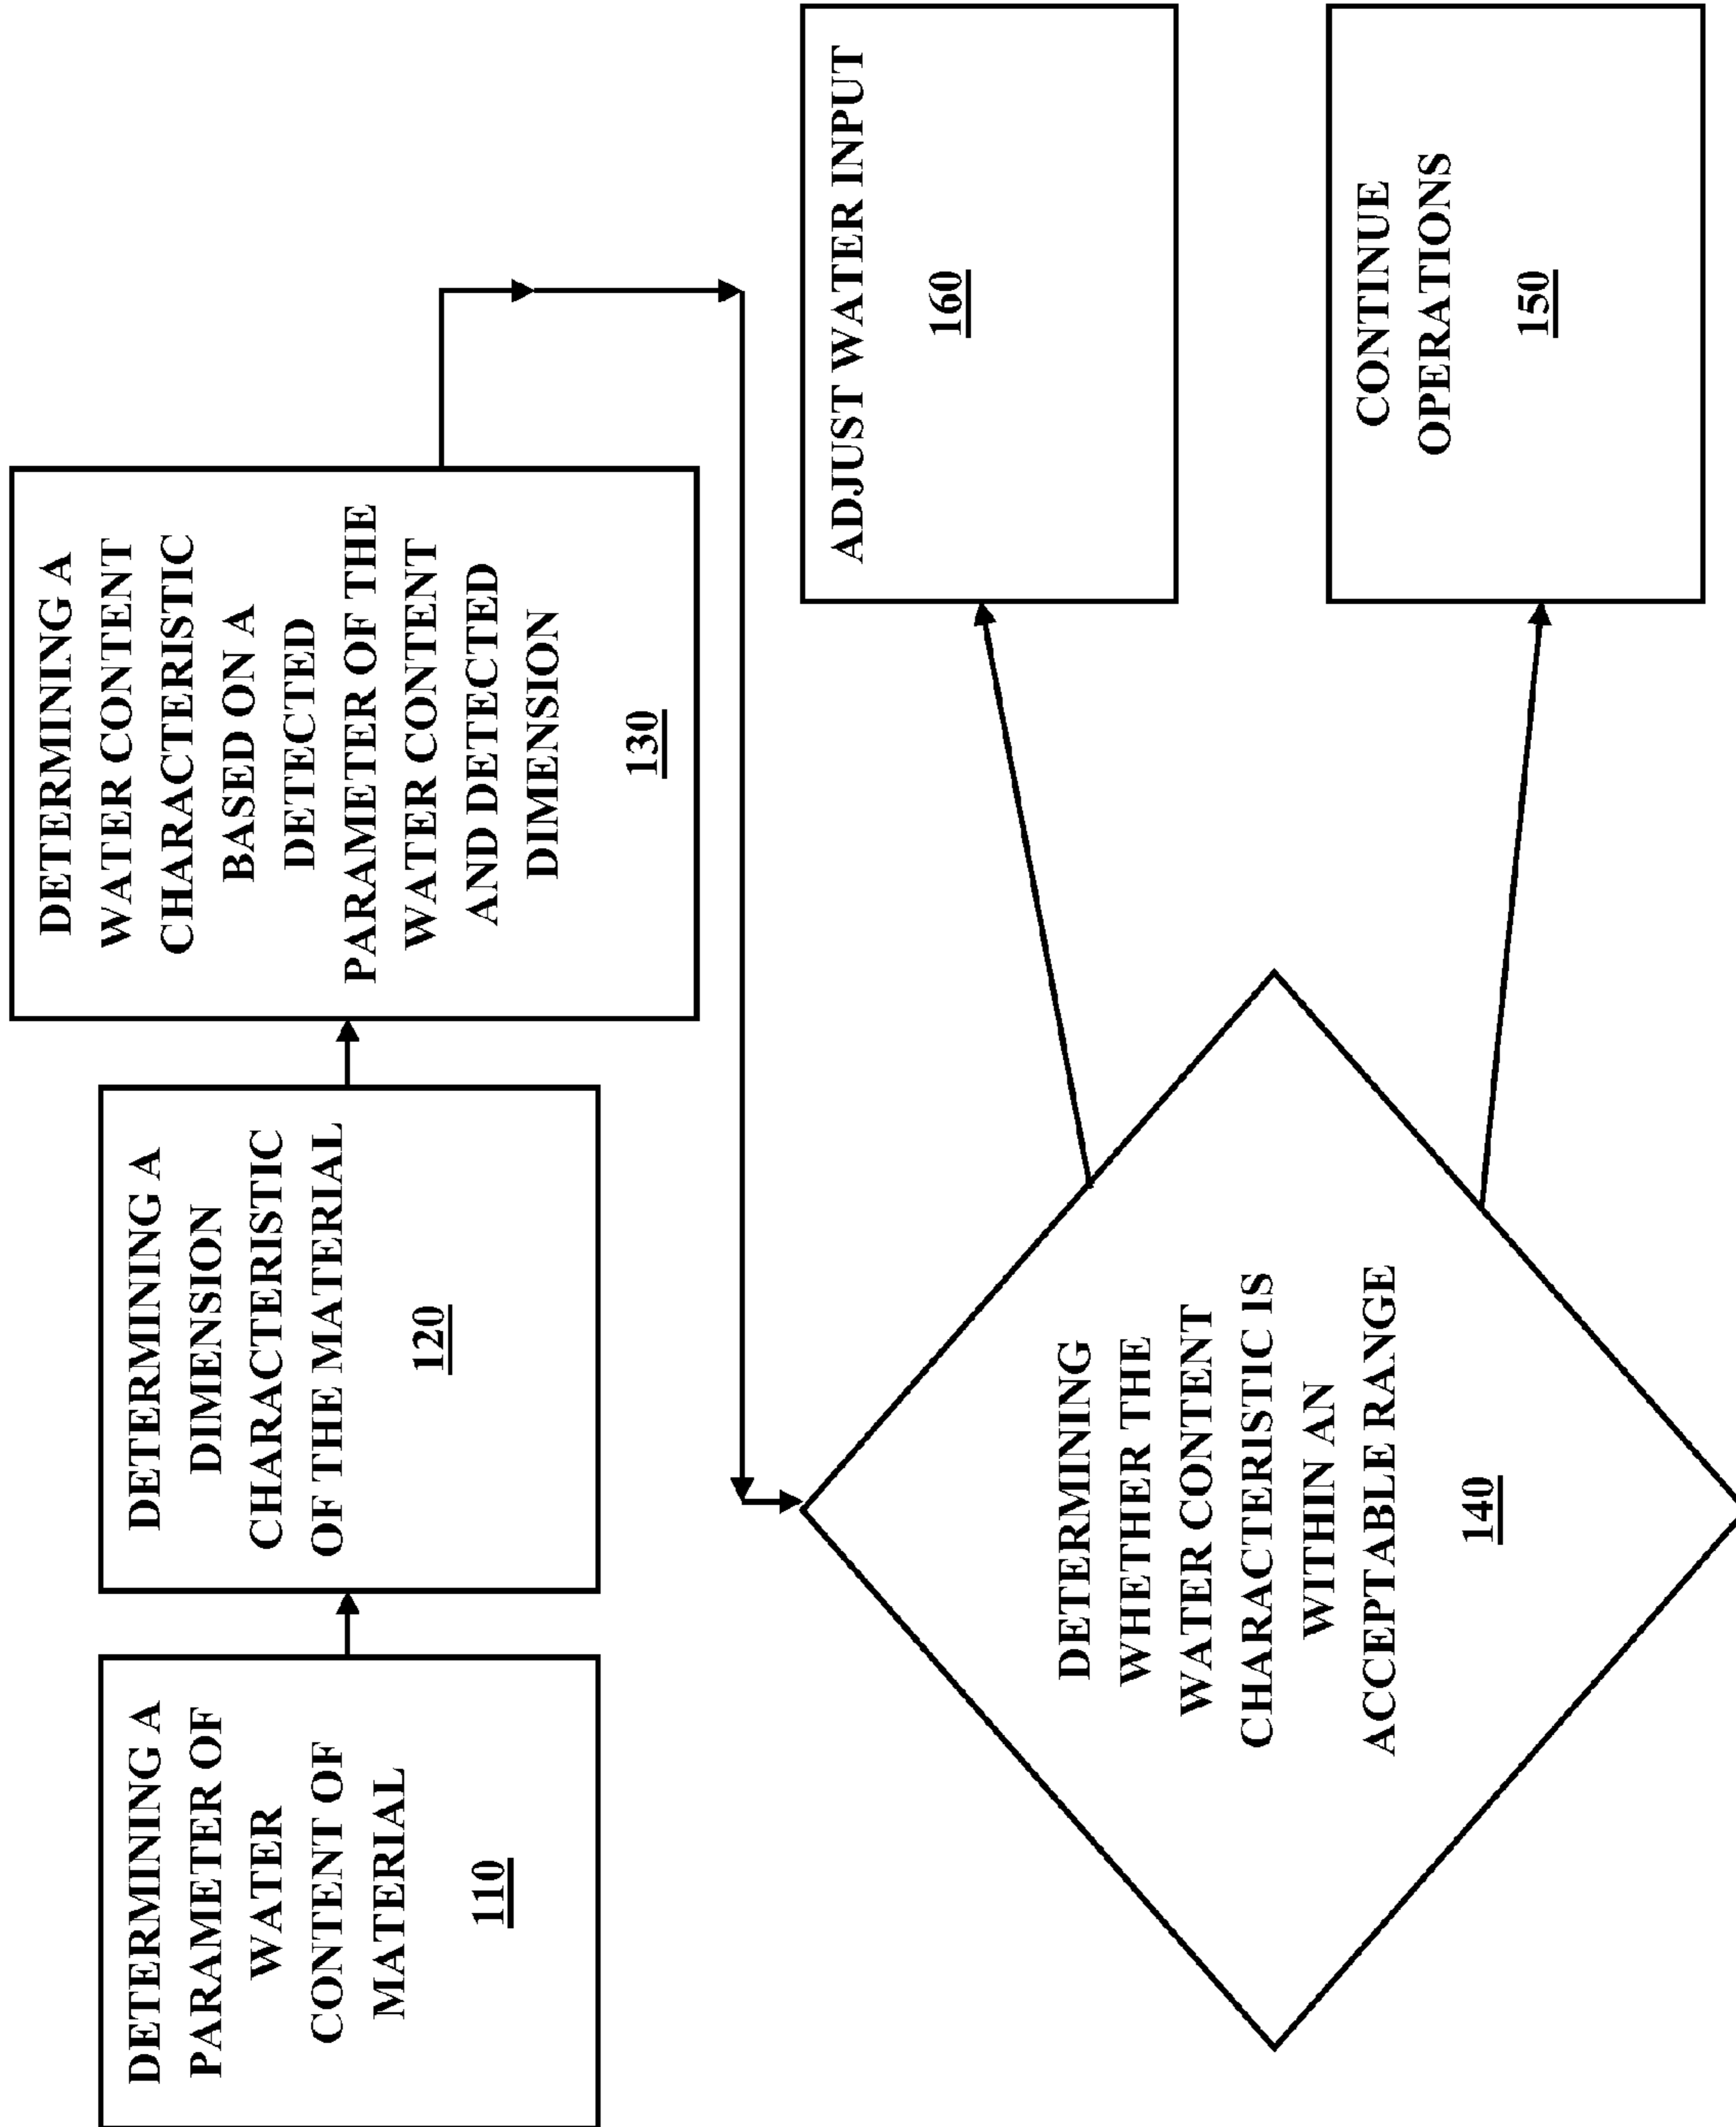 DETERMINING A
PARAMETER OF
WATER
CONTENT OF
MATERIAL
110
DETERMINING A
DIMENSION
CHARACTERISTIC
OF THE MATERIAL
120
DETERMINING A
WATER CONTENT
CHARACTERISTIC
BASED ON A
DETECTED
PARAMETER OF THE
WATER CONTENT
AND DETECTED
DIMENSION
130
DETERMINING
WHETHER THE
WATER CONTENT
CHARACTERISTIC IS
WITHIN AN
ACCEPTABLE RANGE
140
ADJUST WATER INPUT
160
CONTINUE
OPERATIONS
150